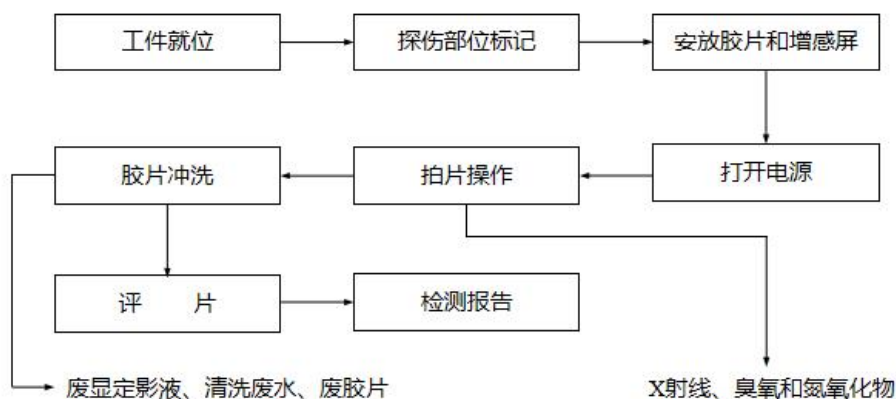 工件就位
探伤部位标记
安放胶片和增感屏
胶片冲洗
拍片操作
打开电源
评 片
检测报告
废显定影液、清洗废水、废胶片
X射线、臭氧和氮氧化物